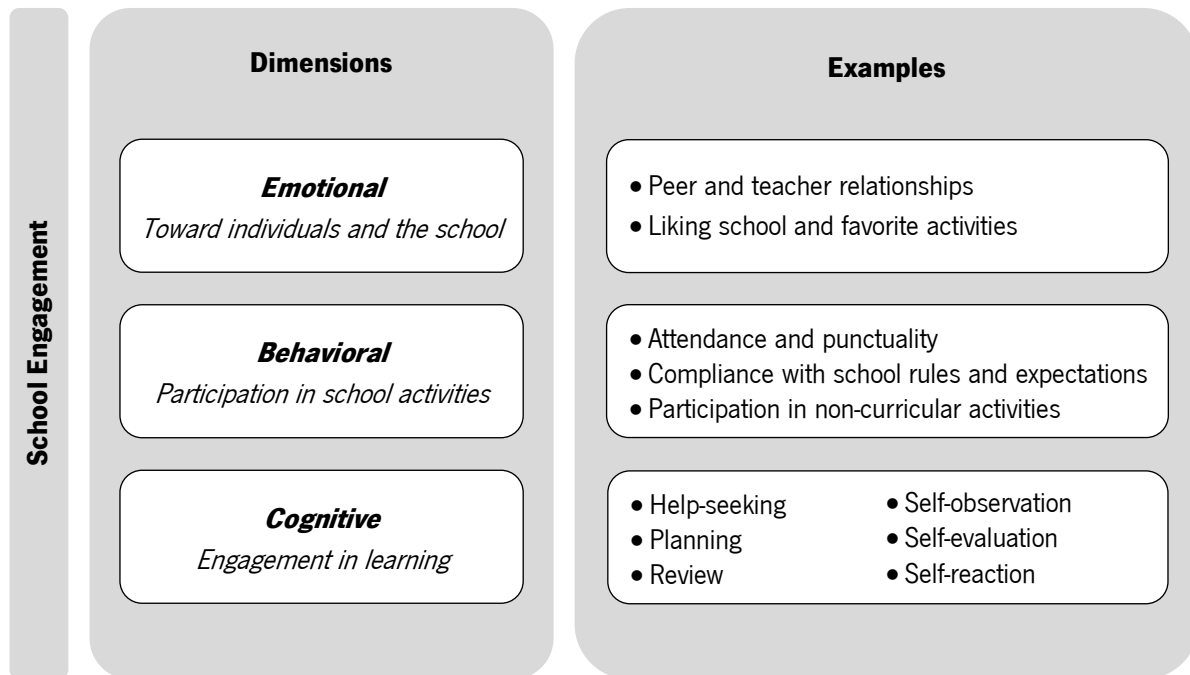 School Engagement
Dimensions
Emotional
Toward individuals and the school
Behavioral
Participation in school activities
Cognitive
Engagement in learning
Examples
• Peer and teacher relationships
• Liking school and favorite activities
• Attendance and punctuality
• Compliance with school rules and expectations
• Participation in non-curricular activities
• Help-seeking
• Planning
• Review
• Self-observation
• Self-evaluation
• Self-reaction